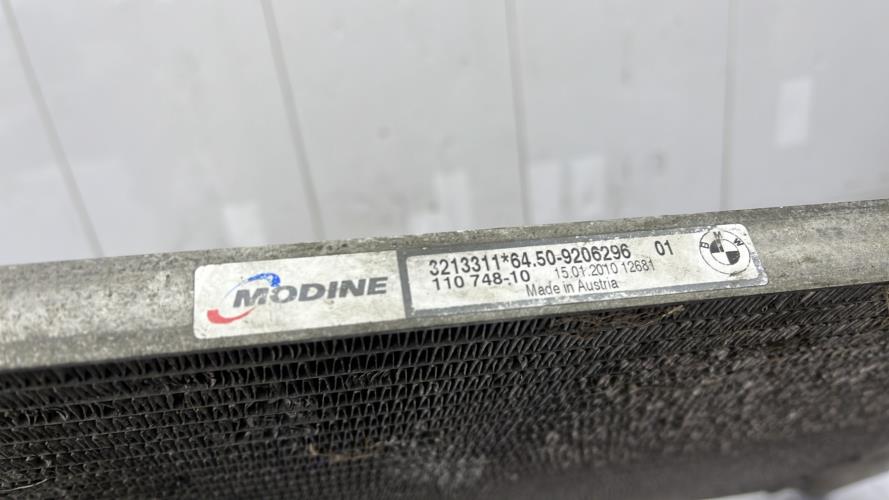 MODINE
3213311*64.50-9206296 01
110 748-10 15.01.2010 12681
Made in Austria
BMW